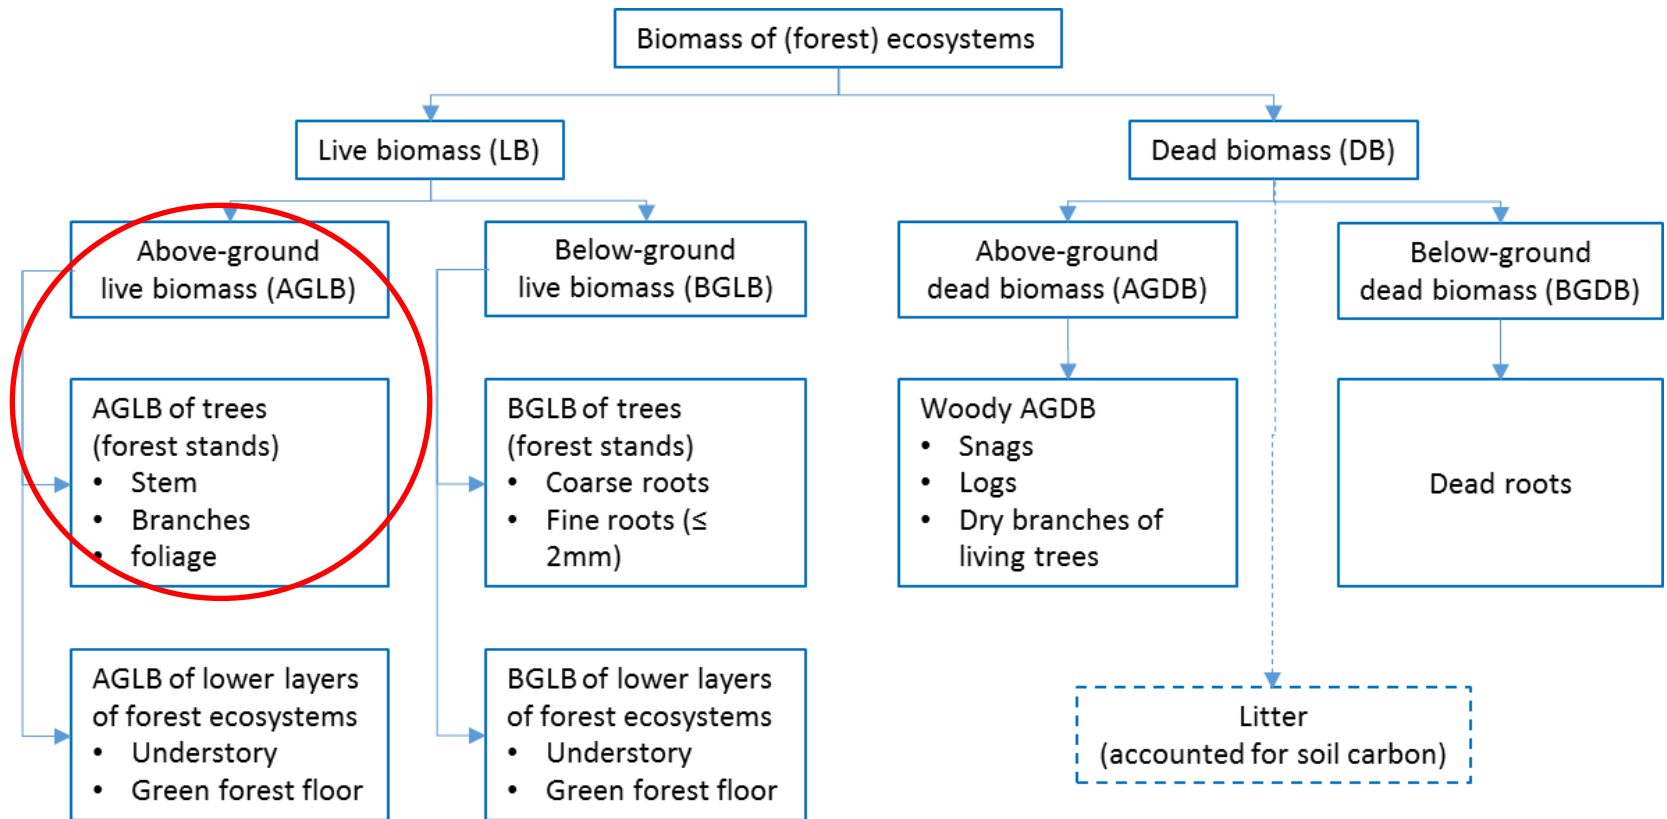 Biomass of (forest) ecosystems
Live biomass (LB)
Dead biomass (DB)
Above-ground
live biomass (AGLB)
Below-ground
live biomass (BGLB)
Above-ground
dead biomass (AGDB)
Below-ground
dead biomass (BGDB)
AGLB of trees
(forest stands)
• Stem
• Branches
• foliage
BGLB of trees
(forest stands)
• Coarse roots
• Fine roots (≤
2mm)
Woody AGDB
• Snags
• Logs
• Dry branches of
living trees
Dead roots
AGLB of lower layers
of forest ecosystems
• Understory
• Green forest floor
BGLB of lower layers
of forest ecosystems
• Understory
• Green forest floor
Litter
(accounted for soil carbon)